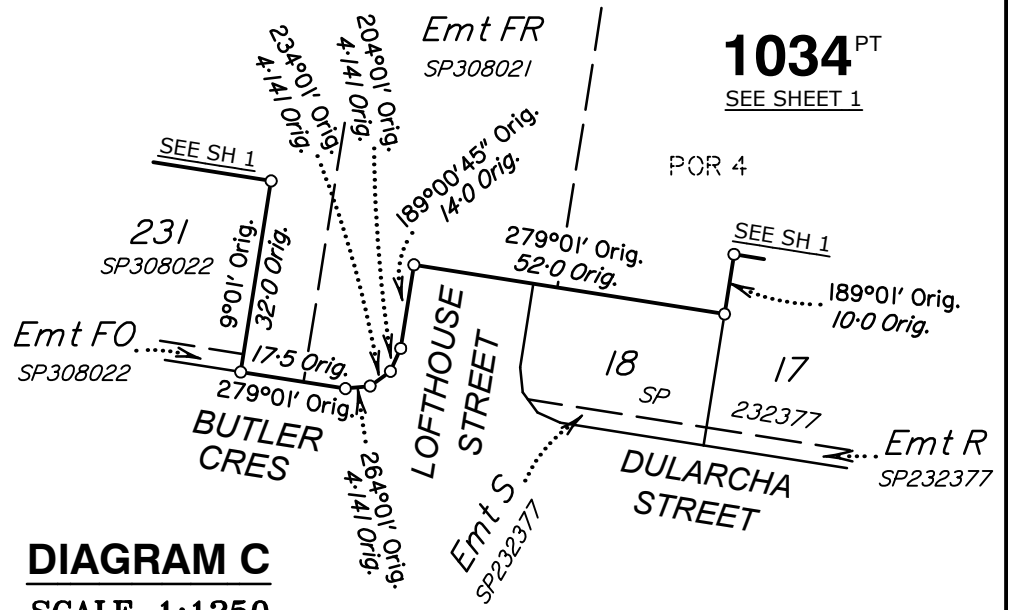 Emt FR
SP308021
1034 PT
SEE SHEET 1
POR 4
234°01' Orig.
4·141 Orig.
204°01' Orig.
4·141 Orig.
189°00'45" Orig.
14·0 Orig.
SEE SH 1
231
SP308022
9°01' Orig.
32·0 Orig.
279°01' Orig.
52·0 Orig.
SEE SH 1
189°01' Orig.
10·0 Orig.
Emt FO
SP308022
17·5 Orig.
279°01' Orig.
BUTLER
CRES
264°01' Orig.
4·141 Orig.
LOFTHOUSE
STREET
18
SP
17
232377
Emt R
SP232377
Emt S
SP232377
DULARCHA
STREET
DIAGRAM C
SCALE 1:1250